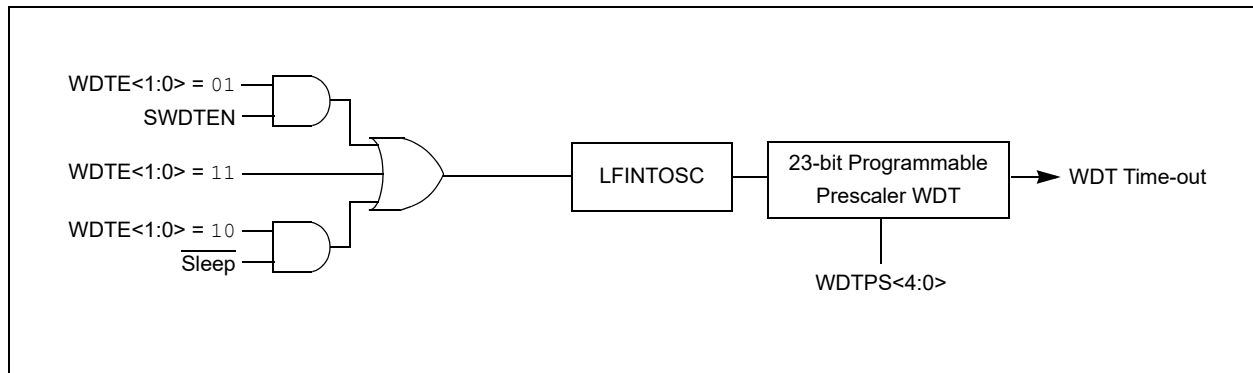 WDTE<1:0> = 01
SWDTEN
WDTE<1:0> = 11
WDTE<1:0> = 10
Sleep
LFINTOSC
23-bit Programmable
Prescaler WDT
WDT Time-out
WDTPS<4:0>